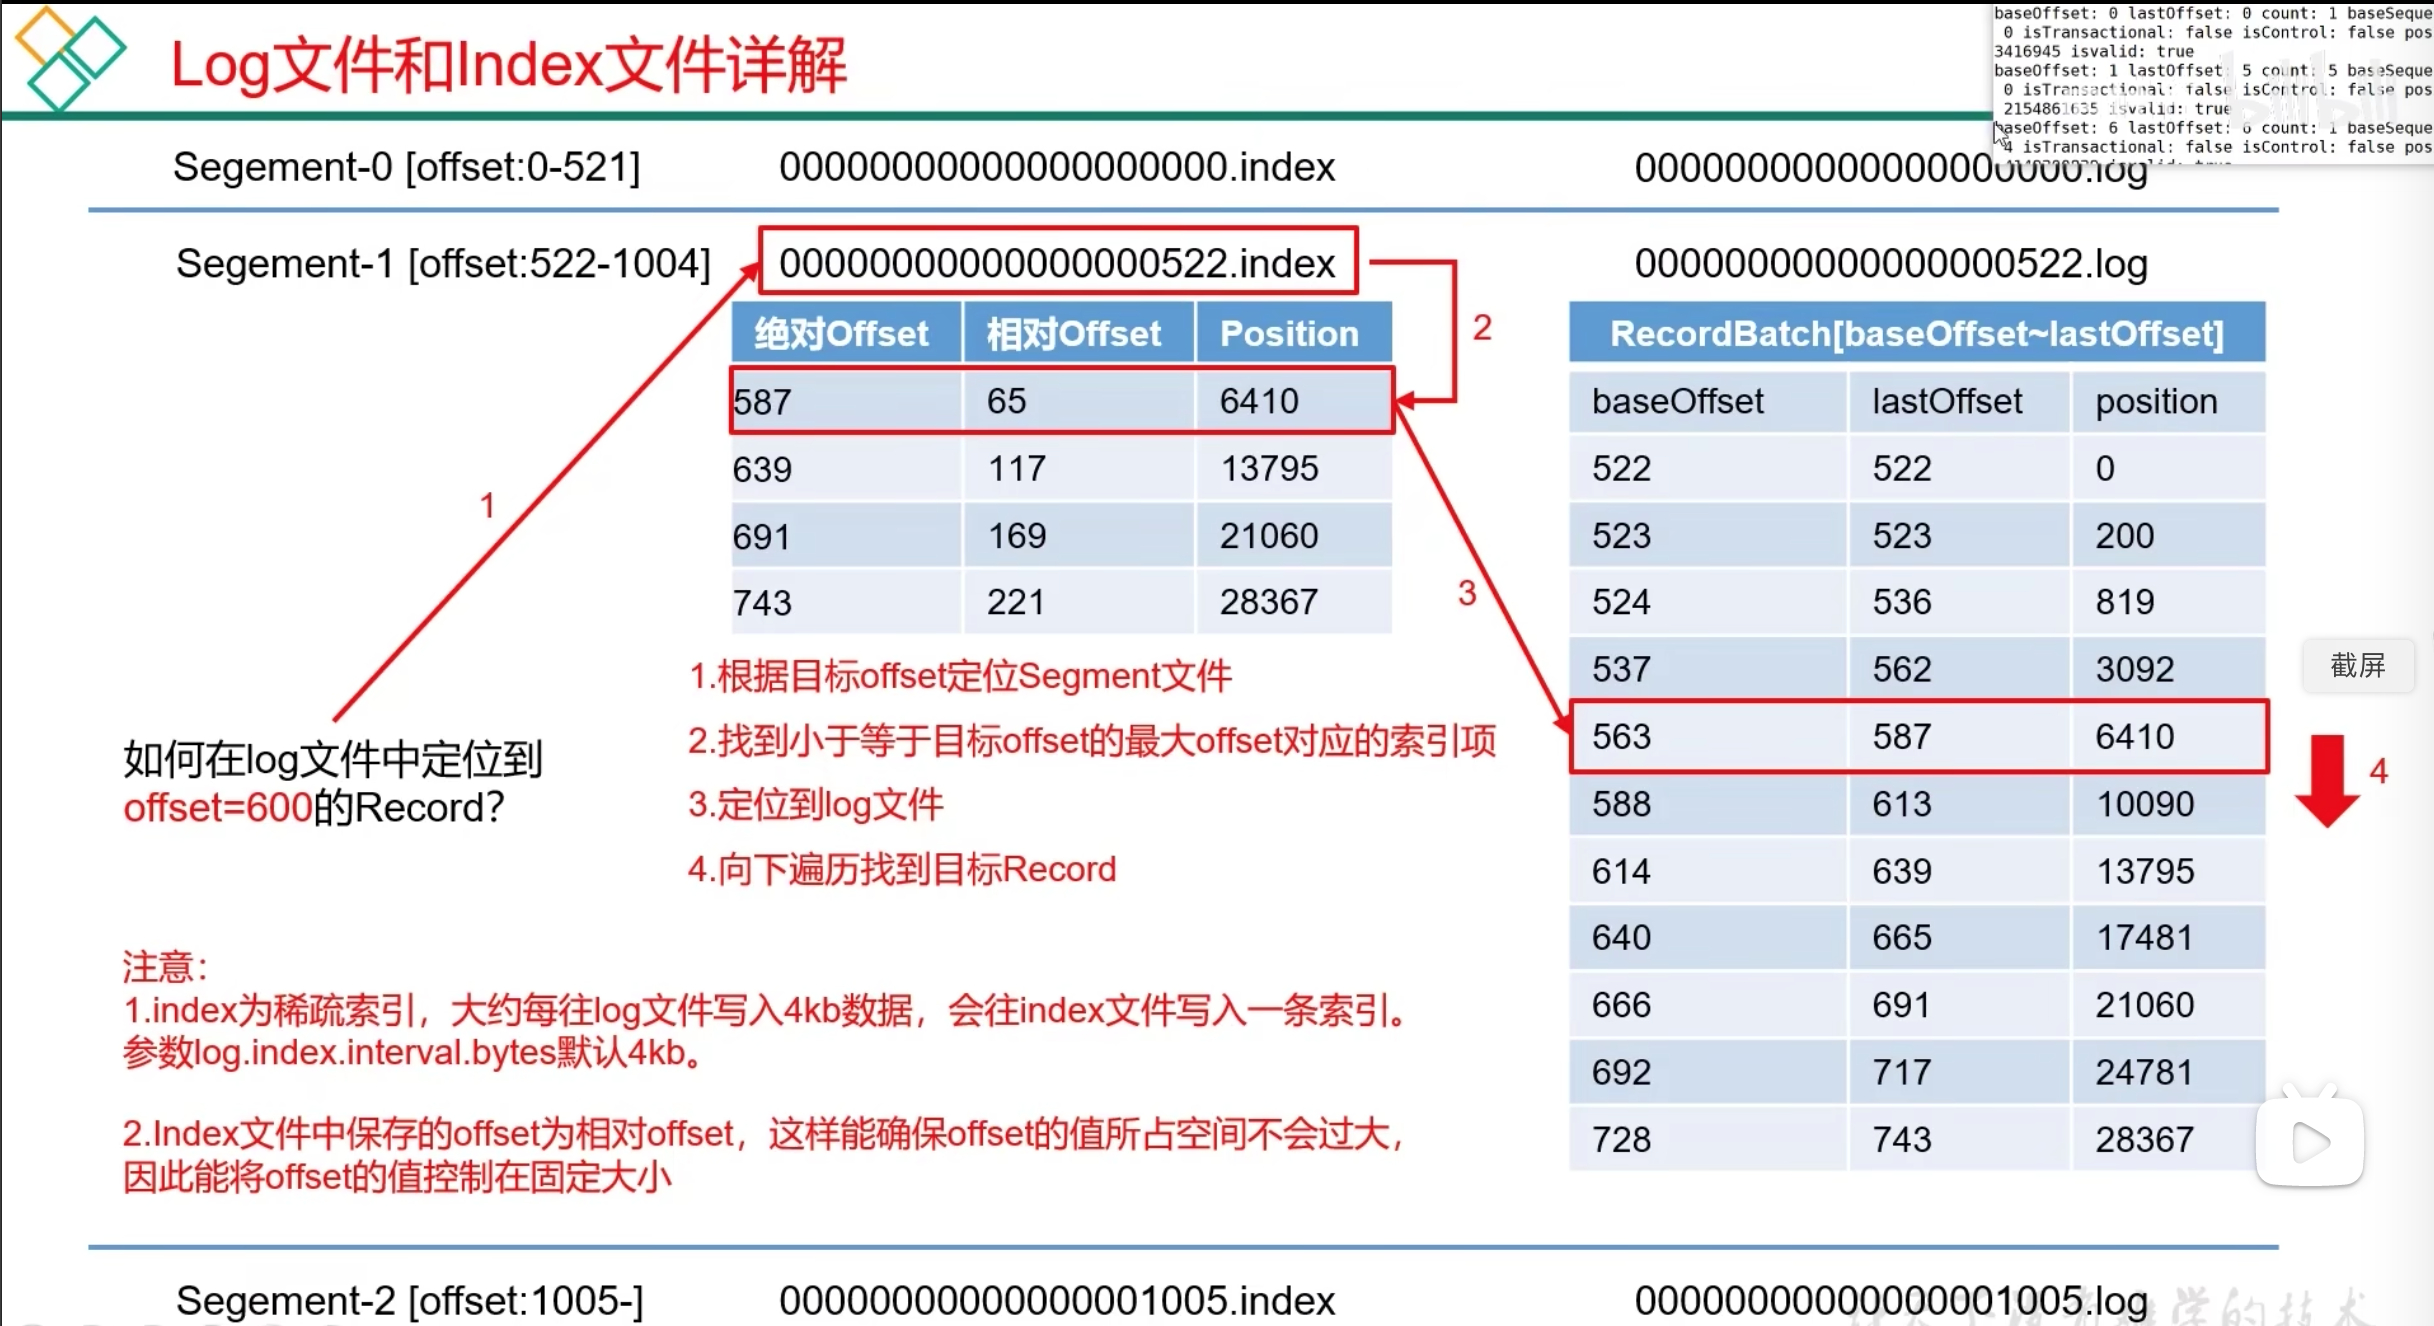 Log文件和Index文件详解
baseOffset: 0 lastOffset: 0 count: 1 baseSeque
0 isTransactional: false isControl: false pos
3416945 isvalid: true
baseOffset: 1 lastOffset: 5 count: 5 baseSeque
0 isTransactional: false isControl: false pos
2154861635 isvalid: true
baseOffset: 6 lastOffset: 6 count: 1 baseSeque
4 isTransactional: false isControl: false pos
Segement-0 [offset:0-521] 00000000000000000000.index 00000000000000000000.log
Segement-1 [offset:522-1004] 00000000000000000522.index 00000000000000000522.log
绝对Offset 相对Offset Position
587 65 6410
639 117 13795
691 169 21060
743 221 28367
RecordBatch[baseOffset~lastOffset]
baseOffset lastOffset position
522 522 0
523 523 200
524 536 819
537 562 3092
563 587 6410
588 613 10090
614 639 13795
640 665 17481
666 691 21060
692 717 24781
728 743 28367
1
2
3
4
截屏
如何在log文件中定位到
offset=600的Record?
1.根据目标offset定位Segment文件
2.找到小于等于目标offset的最大offset对应的索引项
3.定位到log文件
4.向下遍历找到目标Record
注意：
1.index为稀疏索引，大约每往log文件写入4kb数据，会往index文件写入一条索引。
参数log.index.interval.bytes默认4kb。
2.Index文件中保存的offset为相对offset，这样能确保offset的值所占空间不会过大，
因此能将offset的值控制在固定大小
Segement-2 [offset:1005-] 00000000000000001005.index 00000000000000001005.log
学的技术